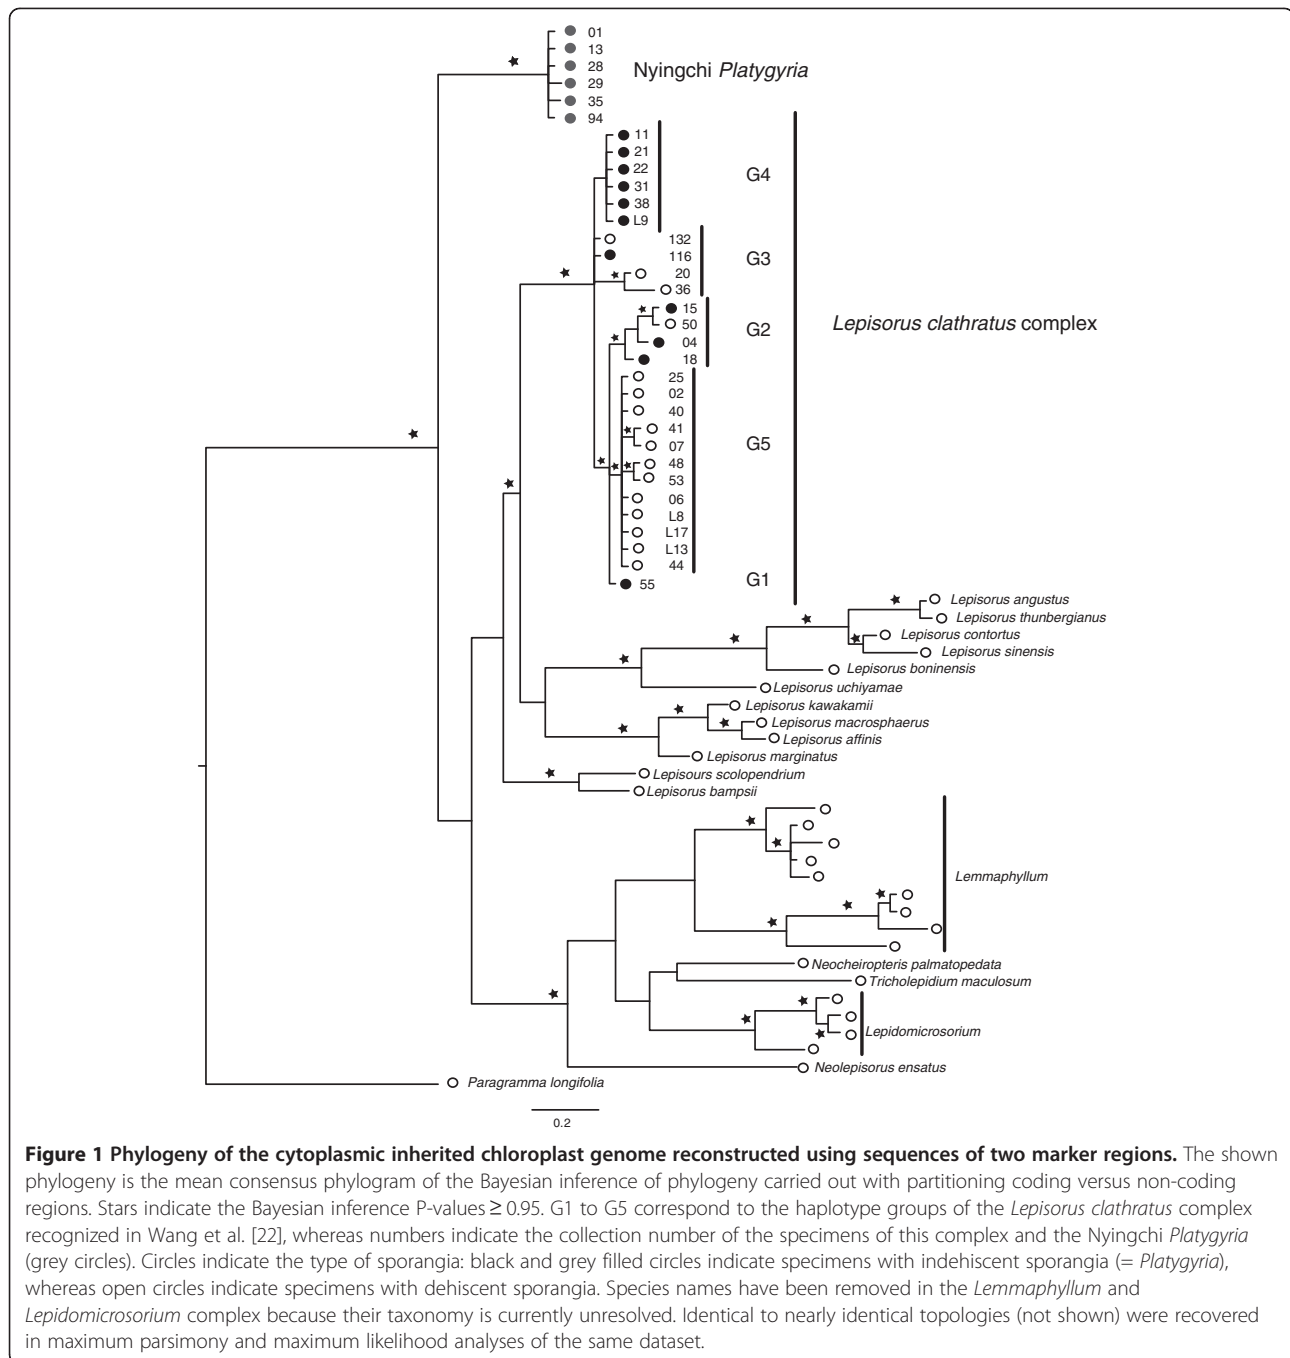 01
13
28
29
35
94
Nyingchi Platygyria
11
21
22
31
38
L9
G4
132
116
20
36
G3
15
50
04
18
G2
Lepisorus clathratus complex
25
02
40
41
07
48
53
06
L8
L17
L13
44
G5
55
G1
Lepisorus angustus
Lepisorus thunbergianus
Lepisorus contortus
Lepisorus sinensis
Lepisorus boninensis
Lepisorus uchiyamae
Lepisorus kawakamii
Lepisorus macrosphaerus
Lepisorus affinis
Lepisorus marginatus
Lepisours scolopendrium
Lepisorus bampsii
Lemmaphyllum
Neocheiropteris palmatopedata
Tricholepidium maculosum
Lepidomicrosorium
Neolepisorus ensatus
Paragramma longifolia
0.2
Figure 1 Phylogeny of the cytoplasmic inherited chloroplast genome reconstructed using sequences of two marker regions. The shown
phylogeny is the mean consensus phylogram of the Bayesian inference of phylogeny carried out with partitioning coding versus non-coding
regions. Stars indicate the Bayesian inference P-values ≥ 0.95. G1 to G5 correspond to the haplotype groups of the Lepisorus clathratus complex
recognized in Wang et al. [22], whereas numbers indicate the collection number of the specimens of this complex and the Nyingchi Platygyria
(grey circles). Circles indicate the type of sporangia: black and grey filled circles indicate specimens with indehiscent sporangia (= Platygyria),
whereas open circles indicate specimens with dehiscent sporangia. Species names have been removed in the Lemmaphyllum and
Lepidomicrosorium complex because their taxonomy is currently unresolved. Identical to nearly identical topologies (not shown) were recovered
in maximum parsimony and maximum likelihood analyses of the same dataset.